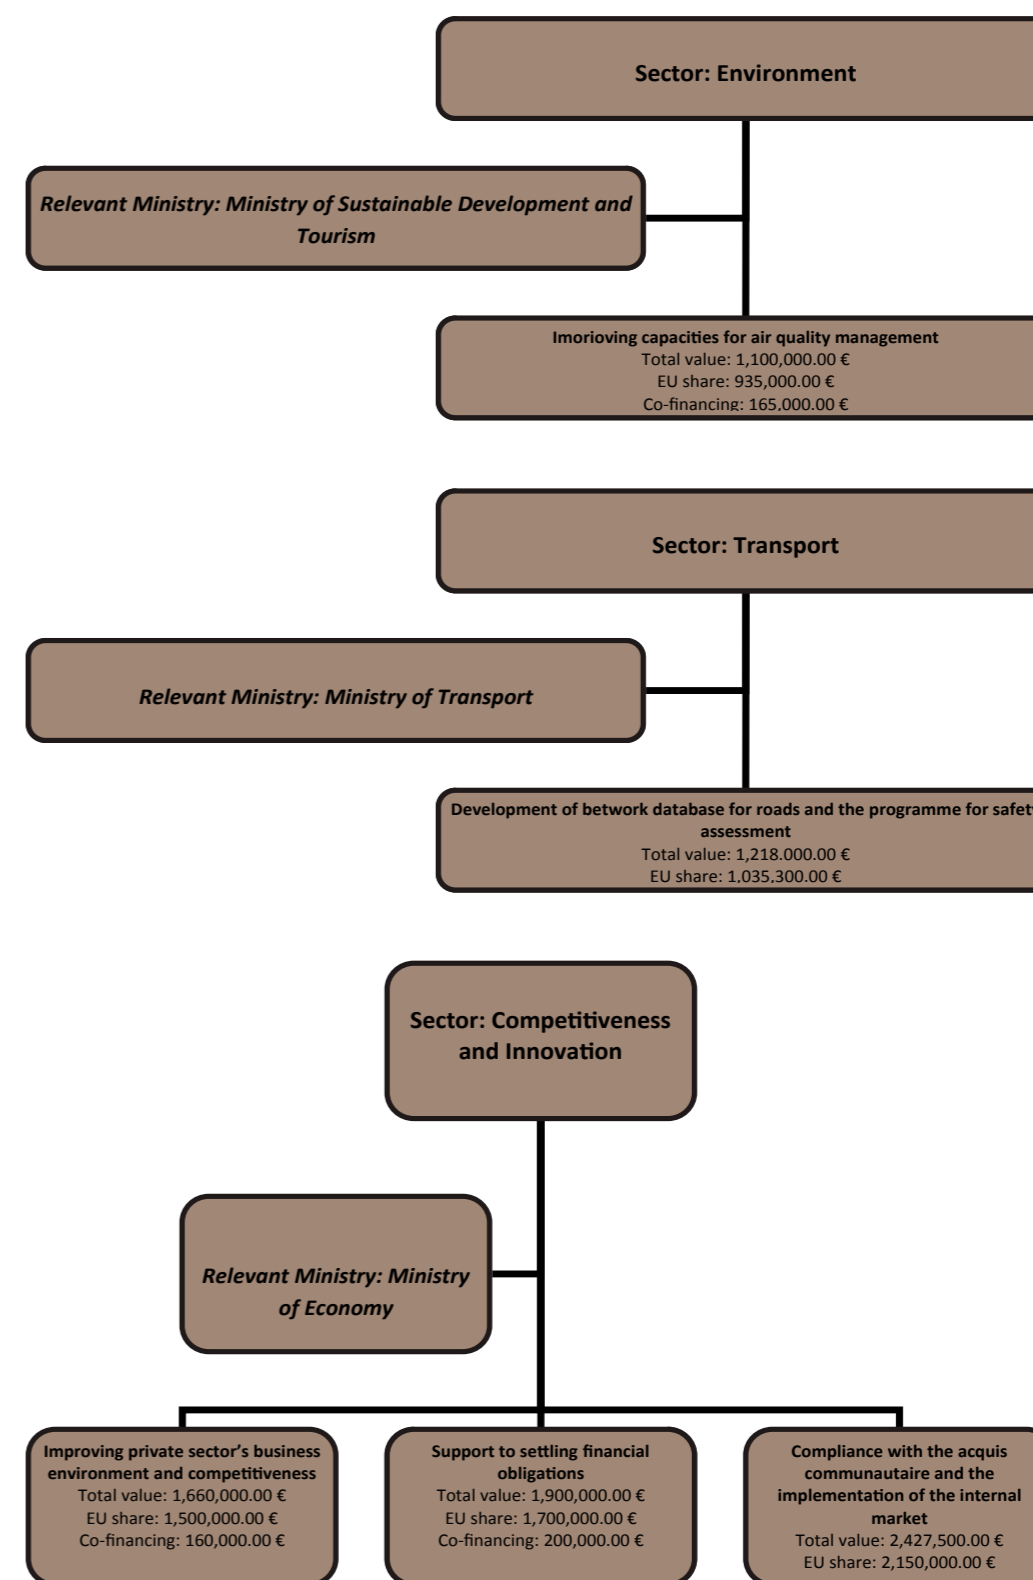 Sector: Environment
Relevant Ministry: Ministry of Sustainable Development and
Tourism
Imorioving capacities for air quality management
Total value: 1,100,000.00 €
EU share: 935,000.00 €
Co-financing: 165,000.00 €
Sector: Transport
Relevant Ministry: Ministry of Transport
Development of betwork database for roads and the programme for safety
assessment
Total value: 1,218.000.00 €
EU share: 1,035,300.00 €
Sector: Competitiveness
and Innovation
Relevant Ministry: Ministry
of Economy
Improving private sector’s business
environment and competitiveness
Total value: 1,660,000.00 €
EU share: 1,500,000.00 €
Co-financing: 160,000.00 €
Support to settling financial
obligations
Total value: 1,900,000.00 €
EU share: 1,700,000.00 €
Co-financing: 200,000.00 €
Compliance with the acquis
communautaire and the
implementation of the internal
market
Total value: 2,427,500.00 €
EU share: 2,150,000.00 €